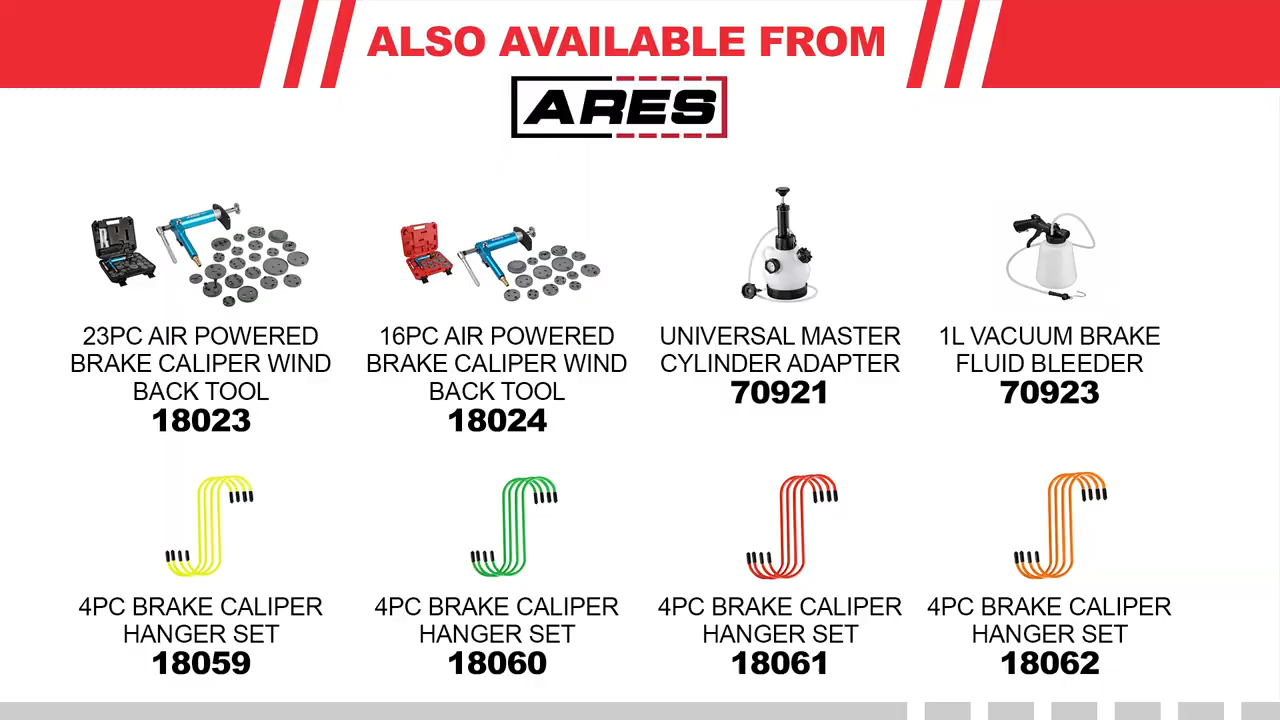 ALSO AVAILABLE FROM
ARES
23PC AIR POWERED
BRAKE CALIPER WIND
BACK TOOL
18023
16PC AIR POWERED
BRAKE CALIPER WIND
BACK TOOL
18024
UNIVERSAL MASTER
CYLINDER ADAPTER
70921
1L VACUUM BRAKE
FLUID BLEEDER
70923
4PC BRAKE CALIPER
HANGER SET
18059
4PC BRAKE CALIPER
HANGER SET
18060
4PC BRAKE CALIPER
HANGER SET
18061
4PC BRAKE CALIPER
HANGER SET
18062